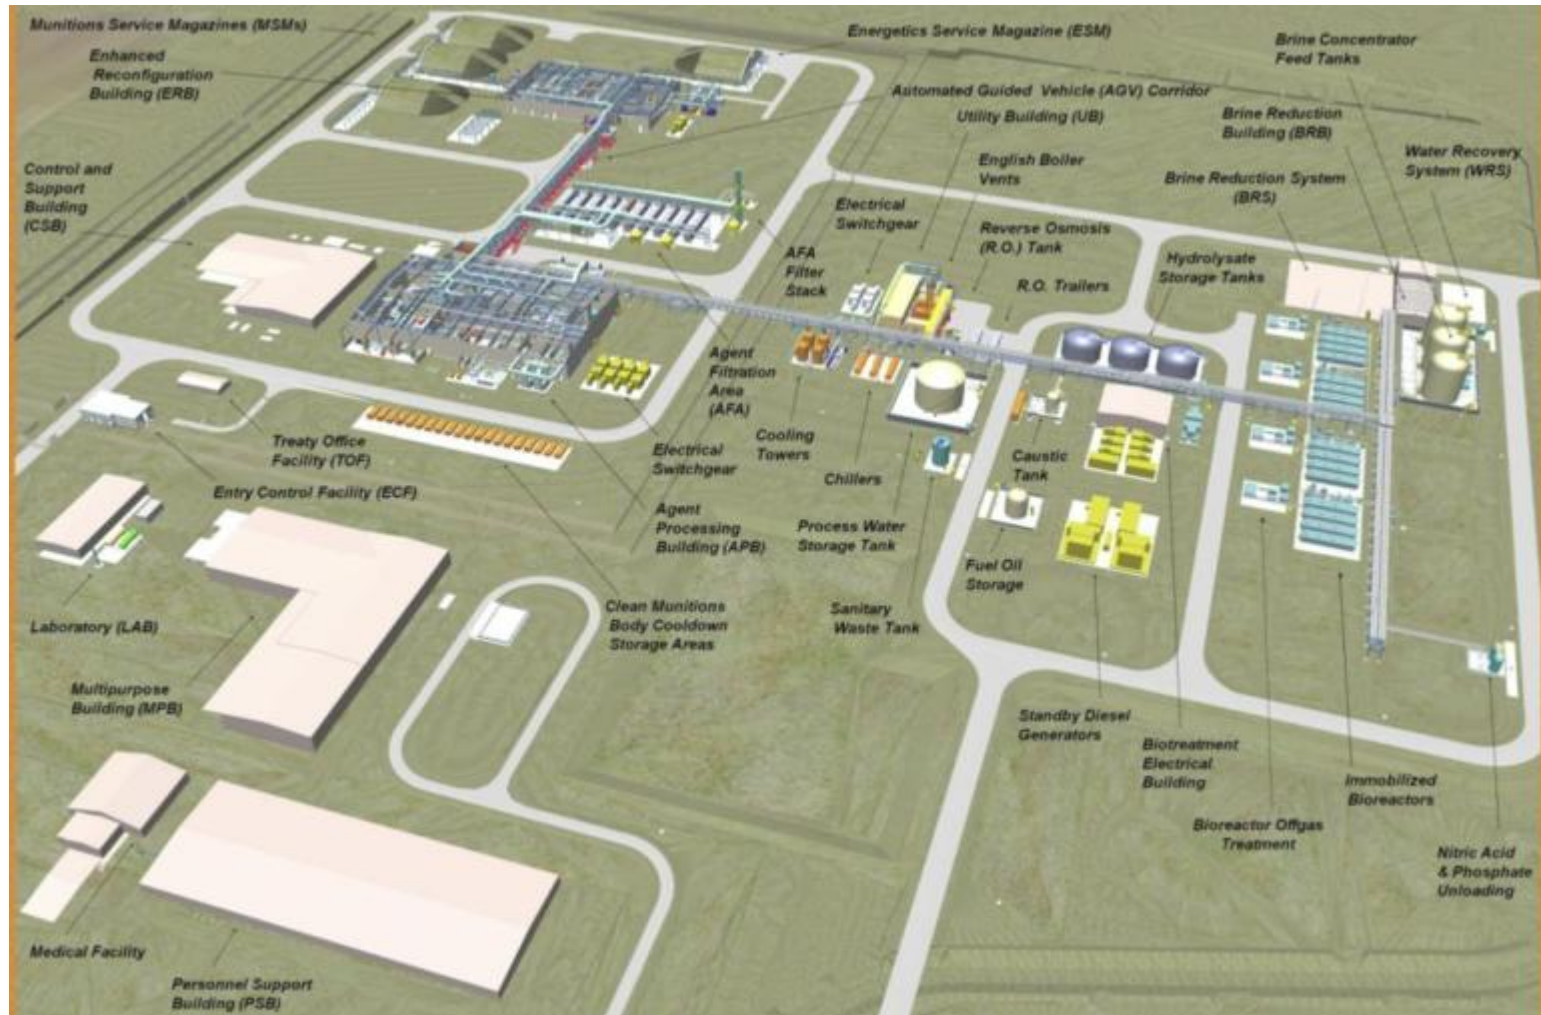 Munitions Service Magazines (MSMs)
Enhanced
Reconfiguration
Building (ERB)
Energetics Service Magazine (ESM)
Brine Concentrator
Feed Tanks
Automated Guided Vehicle (AGV) Corridor
Utility Building (UB)
Brine Reduction
Building (BRB)
Water Recovery
System (WRS)
English Boiler
Vents
Brine Reduction System
(BRS)
Control and
Support
Building
(CSB)
Electrical
Switchgear
Reverse Osmosis
(R.O.) Tank
AFA
Filter
Stack
Hydrolysate
Storage Tanks
R.O. Trailers
Agent
Filtration
Area
(AFA)
Treaty Office
Facility (TOF)
Electrical
Switchgear
Cooling
Towers
Chillers
Caustic
Tank
Entry Control Facility (ECF)
Agent
Processing
Building (APB)
Process Water
Storage Tank
Fuel Oil
Storage
Laboratory (LAB)
Clean Munitions
Body Cooldown
Storage Areas
Sanitary
Waste Tank
Multipurpose
Building (MPB)
Standby Diesel
Generators
Biotreatment
Electrical
Building
Immobilized
Bioreactors
Bioreactor Offgas
Treatment
Nitric Acid
& Phosphate
Unloading
Medical Facility
Personnel Support
Building (PSB)